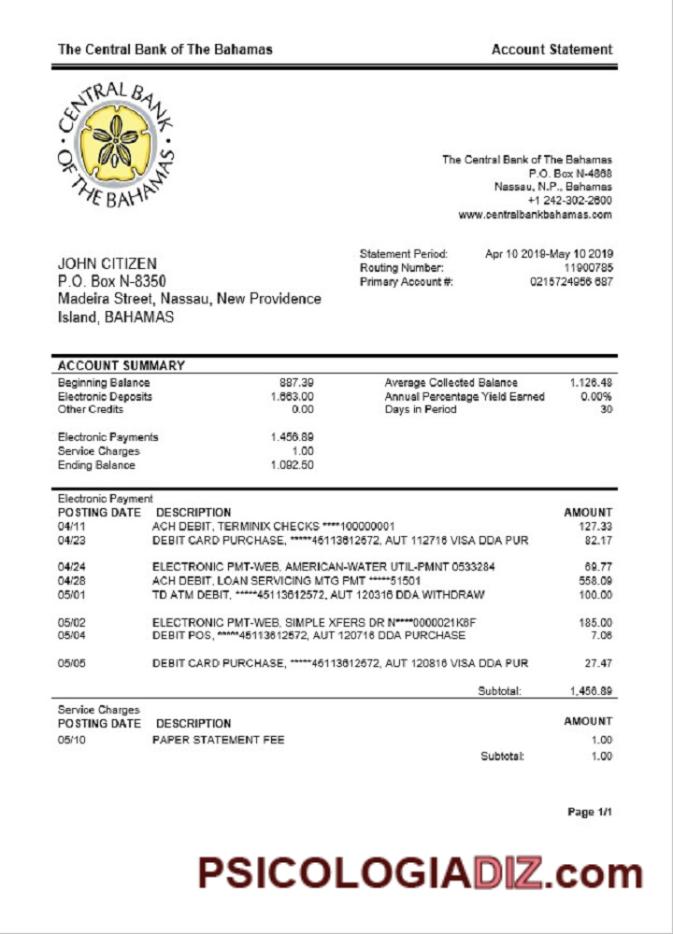 The Central Bank of The Bahamas Account Statement
CENTRAL BANK OF THE BAHAMAS
The Central Bank of The Bahamas
P.O. Box N-4868
Nassau, N.P., Bahamas
+1 242-302-2600
www.centralbankbahamas.com
JOHN CITIZEN
P.O. Box N-8350
Madeira Street, Nassau, New Providence
Island, BAHAMAS
Statement Period: Apr 10 2019-May 10 2019
Routing Number: 11900785
Primary Account #: 0215724956 687
ACCOUNT SUMMARY
Beginning Balance 887.39 Average Collected Balance 1.126.48
Electronic Deposits 1.663.00 Annual Percentage Yield Earned 0.00%
Other Credits 0.00 Days in Period 30
Electronic Payments 1.456.89
Service Charges 1.00
Ending Balance 1.092.50
Electronic Payment
POSTING DATE DESCRIPTION AMOUNT
04/11 ACH DEBIT, TERMINIX CHECKS ****100000001 127.33
04/23 DEBIT CARD PURCHASE, *****45113612572, AUT 112716 VISA DDA PUR 82.17
04/24 ELECTRONIC PMT-WEB, AMERICAN-WATER UTIL-PMNT 0533284 69.77
04/28 ACH DEBIT, LOAN SERVICING MTG PMT *****51501 558.09
05/01 TD ATM DEBIT, *****45113612572, AUT 120316 DDA WITHDRAW 100.00
05/02 ELECTRONIC PMT-WEB, SIMPLE XFERS DR N****0000021K6F 185.00
05/04 DEBIT POS, *****45113612572, AUT 120716 DDA PURCHASE 7.06
05/05 DEBIT CARD PURCHASE, *****45113612572, AUT 120816 VISA DDA PUR 27.47
Subtotal: 1,456.89
Service Charges
POSTING DATE DESCRIPTION AMOUNT
05/10 PAPER STATEMENT FEE 1.00
Subtotal: 1.00
Page 1/1
PSICOLOGIADIZ.com